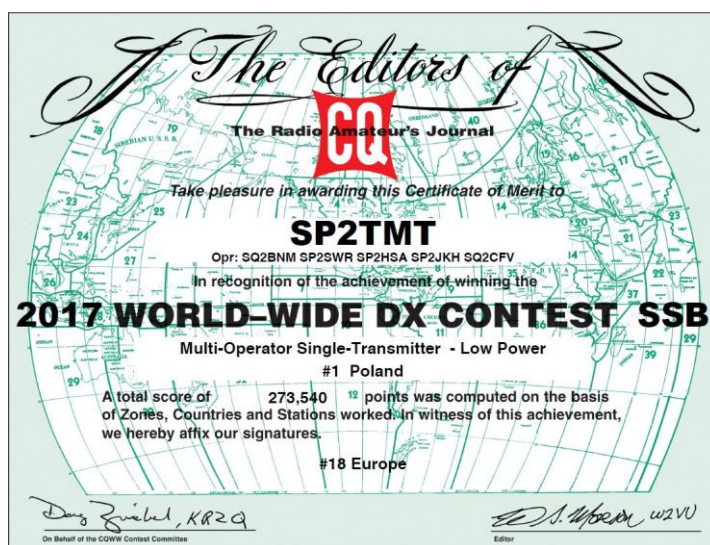 The Editors of
CQ
The Radio Amateur's Journal
Take pleasure in awarding this Certificate of Merit to
SP2TMT
Opr: SQ2BNM SP2SWR SP2HSA SP2JKH SQ2CFV
In recognition of the achievement of winning the
2017 WORLD–WIDE DX CONTEST SSB
Multi-Operator Single-Transmitter - Low Power
#1 Poland
A total score of 273,540 points was computed on the basis
of Zones, Countries and Stations worked. In witness of this achievement,
we hereby affix our signatures.
#18 Europe
KR2Q
W2VU
On Behalf of the CQWW Contest Committee
Editor